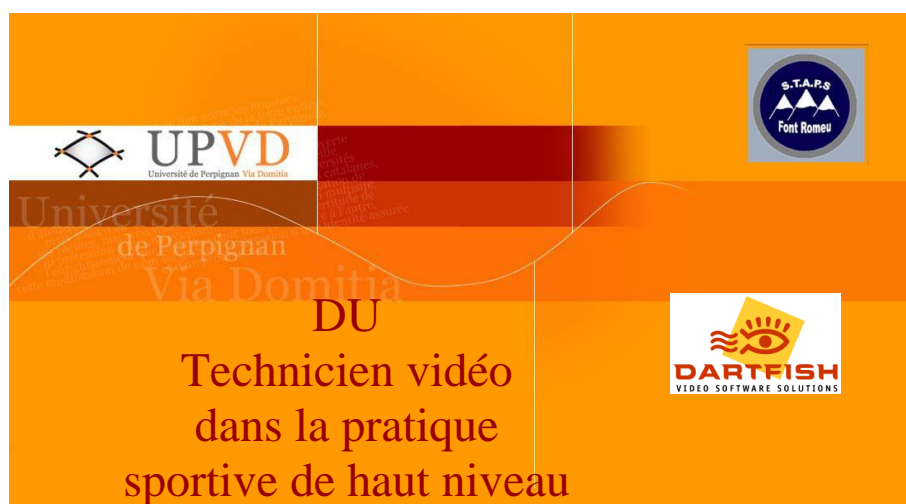 S.T.A.P.S
Font Romeu
UPVD
Université de Perpignan Via Domitia
Université
de Perpignan
Via Domitia
DU
Technicien vidéo
dans la pratique
sportive de haut niveau
DARTFISH
VIDEO SOFTWARE SOLUTIONS